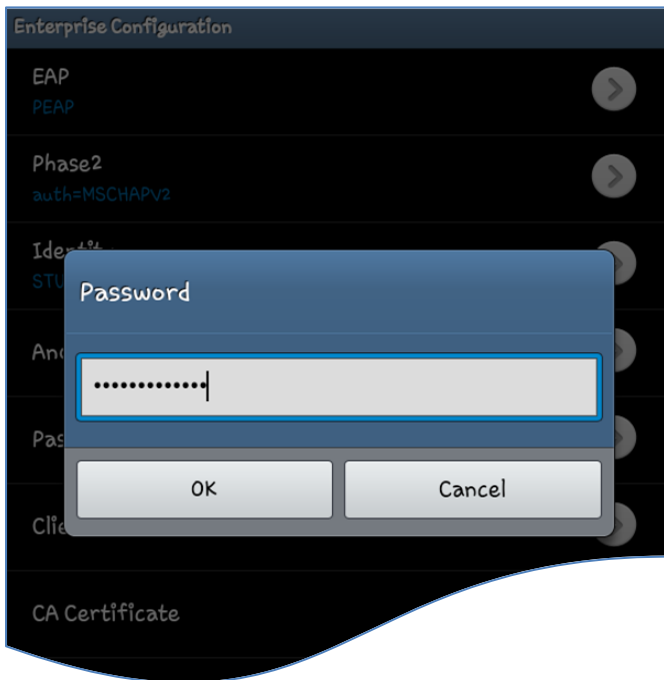 Enterprise Configuration
EAP
PEAP
Phase2
auth=MSCHAPV2
Password
•••••••••••••
OK
Cancel
CA Certificate